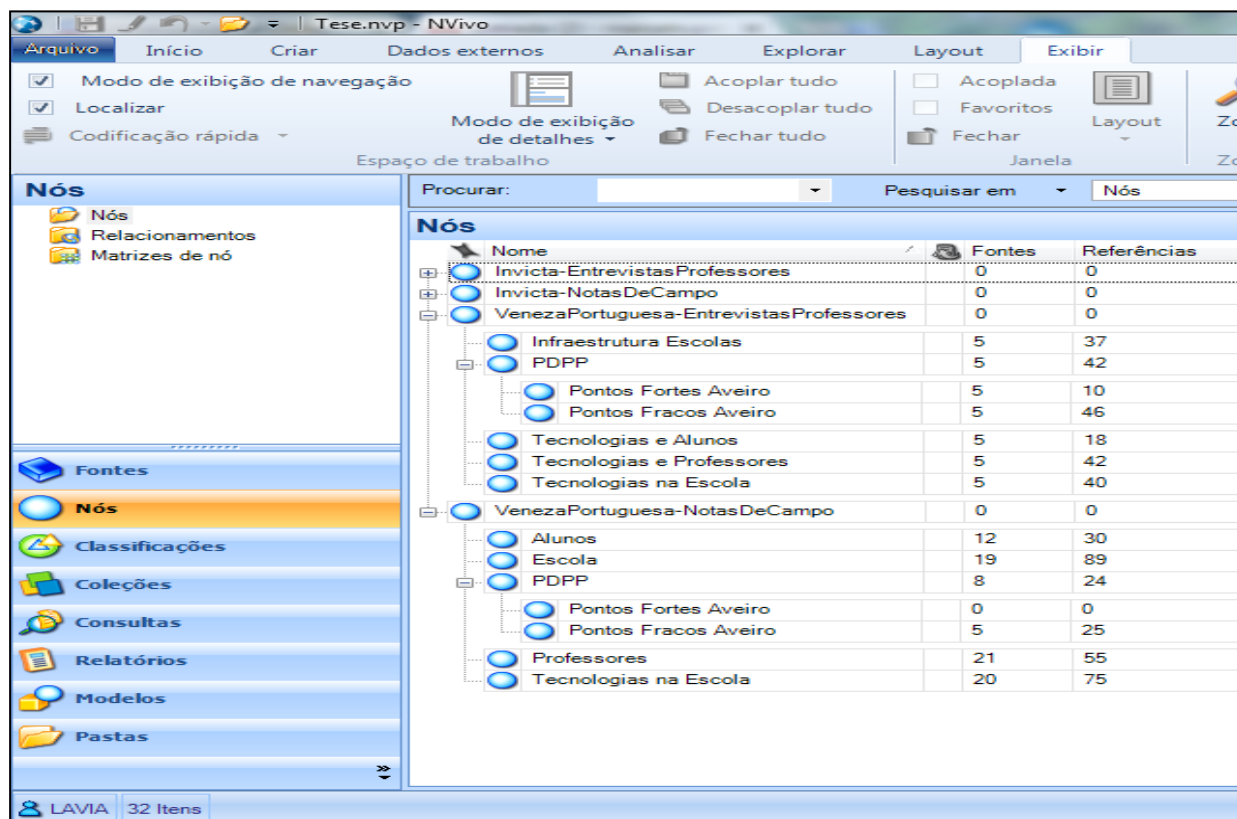 Tese.nvp - NVivo
Arquivo Início Criar Dados externos Analisar Explorar Layout Exibir
Modo de exibição de navegação
Localizar
Codificação rápida
Modo de exibição de detalhes
Acoplar tudo
Desacoplar tudo
Fechar tudo
Espaço de trabalho
Acoplada
Favoritos
Fechar
Layout
Janela
Nós
Nós
Relacionamentos
Matrizes de nó
Fontes
Nós
Classificações
Coleções
Consultas
Relatórios
Modelos
Pastas
Procurar: Pesquisar em Nós
Nós
Nome Fontes Referências
Invicta-EntrevistasProfessores 0 0
Invicta-NotasDeCampo 0 0
VenezaPortuguesa-EntrevistasProfessores 0 0
Infraestrutura Escolas 5 37
PDPP 5 42
Pontos Fortes Aveiro 5 10
Pontos Fracos Aveiro 5 46
Tecnologias e Alunos 5 18
Tecnologias e Professores 5 42
Tecnologias na Escola 5 40
VenezaPortuguesa-NotasDeCampo 0 0
Alunos 12 30
Escola 19 89
PDPP 8 24
Pontos Fortes Aveiro 0 0
Pontos Fracos Aveiro 5 25
Professores 21 55
Tecnologias na Escola 20 75
LAVIA 32 Itens